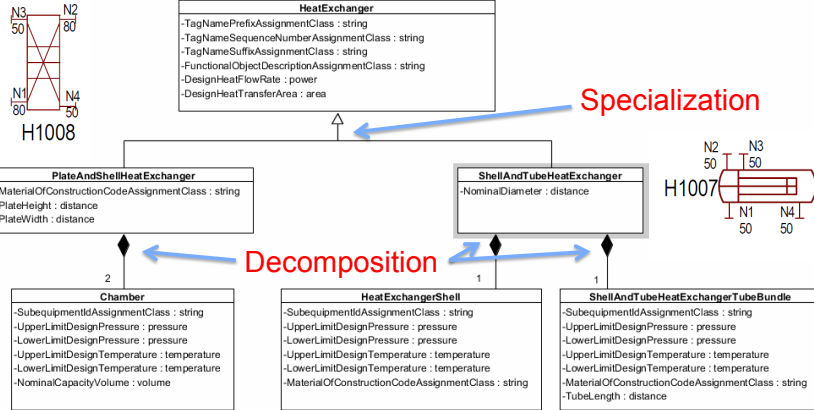 N3
50
N2
80
N1
80
N4
50
H1008
HeatExchanger
-TagNamePrefixAssignmentClass : string
-TagNameSequenceNumberAssignmentClass : string
-TagNameSuffixAssignmentClass : string
-FunctionalObjectDescriptionAssignmentClass : string
-DesignHeatFlowRate : power
-DesignHeatTransferArea : area
Specialization
PlateAndShellHeatExchanger
MaterialOfConstructionCodeAssignmentClass : string
PlateHeight : distance
PlateWidth : distance
ShellAndTubeHeatExchanger
-NominalDiameter : distance
N2
50
N3
50
H1007
N1
50
N4
50
Decomposition
2
1
1
Chamber
-SubequipmentIdAssignmentClass : string
-UpperLimitDesignPressure : pressure
-LowerLimitDesignPressure : pressure
-UpperLimitDesignTemperature : temperature
-LowerLimitDesignTemperature : temperature
-NominalCapacityVolume : volume
HeatExchangerShell
-SubequipmentIdAssignmentClass : string
-UpperLimitDesignPressure : pressure
-LowerLimitDesignPressure : pressure
-UpperLimitDesignTemperature : temperature
-LowerLimitDesignTemperature : temperature
-MaterialOfConstructionCodeAssignmentClass : string
ShellAndTubeHeatExchangerTubeBundle
-SubequipmentIdAssignmentClass : string
-UpperLimitDesignPressure : pressure
-LowerLimitDesignPressure : pressure
-UpperLimitDesignTemperature : temperature
-LowerLimitDesignTemperature : temperature
-MaterialOfConstructionCodeAssignmentClass : string
-TubeLength : distance